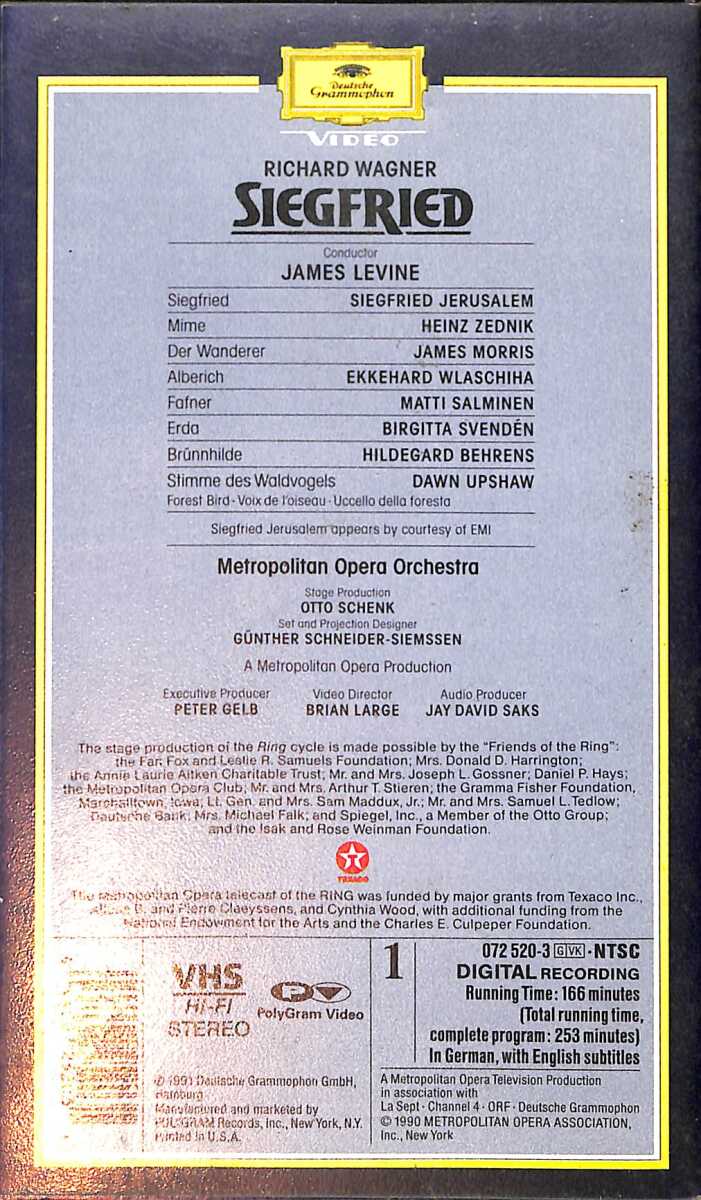 Deutsche
Grammophon
VIDEO
RICHARD WAGNER
SIEGFRIED
Conductor
JAMES LEVINE
Siegfried SIEGFRIED JERUSALEM
Mime HEINZ ZEDNIK
Der Wanderer JAMES MORRIS
Alberich EKKEHARD WLASCHIHA
Fafner MATTI SALMINEN
Erda BIRGITTA SVENDÉN
Brünnhilde HILDEGARD BEHRENS
Stimme des Waldvogels DAWN UPSHAW
Forest Bird · Voix de l'oiseau · Uccello della foresta
Siegfried Jerusalem appears by courtesy of EMI
Metropolitan Opera Orchestra
Stage Production
OTTO SCHENK
Set and Projection Designer
GÜNTHER SCHNEIDER-SIEMSSEN
A Metropolitan Opera Production
Executive Producer Video Director Audio Producer
PETER GELB BRIAN LARGE JAY DAVID SAKS
The stage production of the Ring cycle is made possible by the "Friends of the Ring":
the Fan Fox and Leslie R. Samuels Foundation; Mrs. Donald D. Harrington;
the Annie Laurie Aitken Charitable Trust; Mr. and Mrs. Joseph L. Gossner; Daniel P. Hays;
the Metropolitan Opera Club; Mr. and Mrs. Arthur T. Stieren; the Gramma Fisher Foundation,
Marshalltown, Iowa; Lt. Gen. and Mrs. Sam Maddux, Jr.; Mr. and Mrs. Samuel L. Tedlow;
Deutsche Bank; Mrs. Michael Falk; and Spiegel, Inc., a Member of the Otto Group;
and the Isak and Rose Weinman Foundation.
TEXACO
The Metropolitan Opera telecast of the RING was funded by major grants from Texaco Inc.,
B. and Pierre Claeyssens, and Cynthia Wood, with additional funding from the
National Endowment for the Arts and the Charles E. Culpeper Foundation.
VHS
HI-FI
STEREO
P
PolyGram Video
1
072 520-3 G VK · NTSC
DIGITAL RECORDING
Running Time: 166 minutes
(Total running time,
complete program: 253 minutes)
In German, with English subtitles
℗ 1991 Deutsche Grammophon GmbH,
Hamburg
Manufactured and marketed by
POLYGRAM Records, Inc., New York, N.Y.
Printed in U.S.A.
A Metropolitan Opera Television Production
in association with
La Sept · Channel 4 · ORF · Deutsche Grammophon
© 1990 METROPOLITAN OPERA ASSOCIATION,
Inc., New York